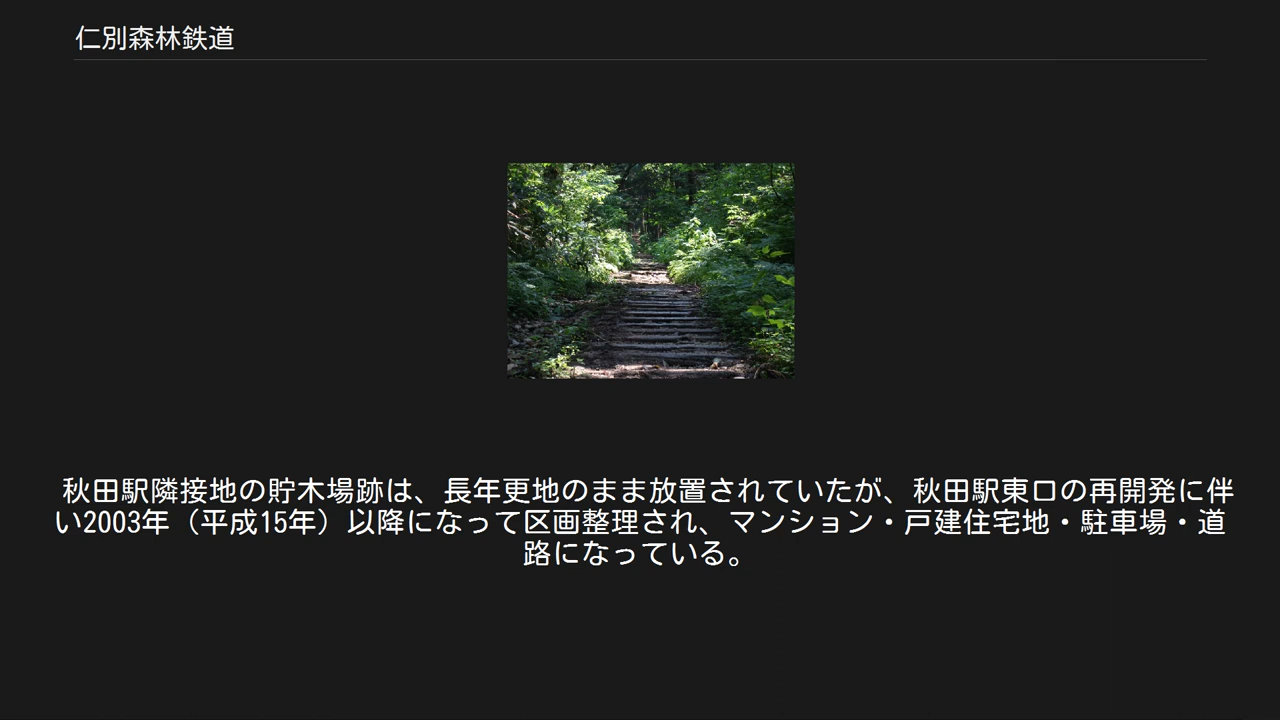 仁別森林鉄道
秋田駅隣接地の貯木場跡は、長年更地のまま放置されていたが、秋田駅東口の再開発に伴
い2003年（平成15年）以降になって区画整理され、マンション・戸建住宅地・駐車場・道
路になっている。